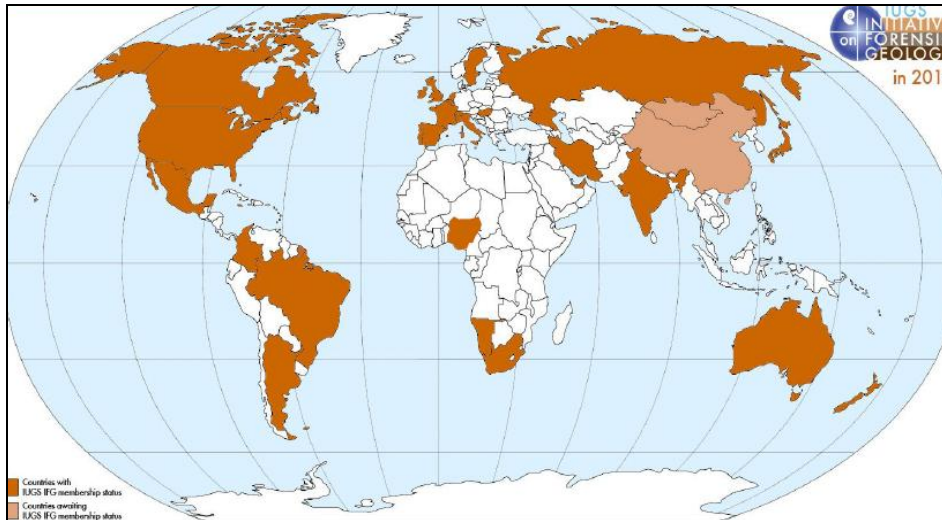 IUGS
INITIATIV
on FORENSI
GEOLOG
in 201
Countries with
IUGS IFG membership status
Countries awaiting
IUGS IFG membership status